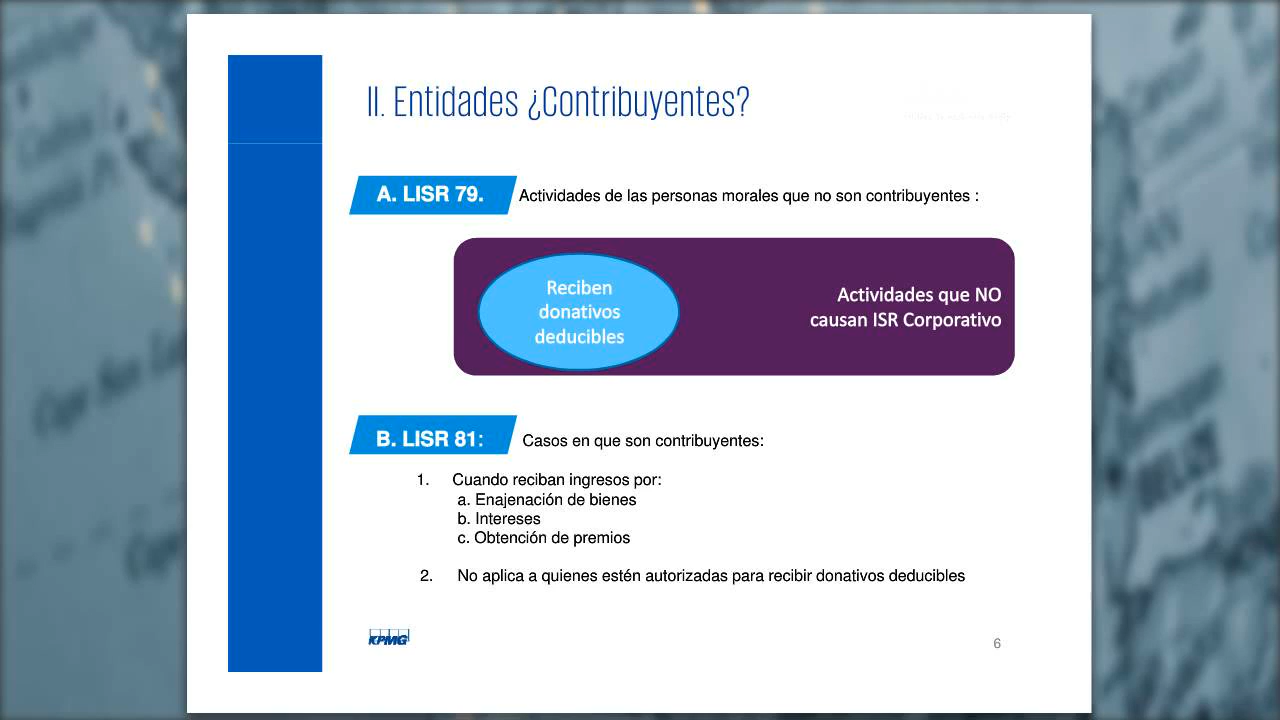 II. Entidades ¿Contribuyentes?
A. LISR 79.
Actividades de las personas morales que no son contribuyentes :
Reciben
donativos
deducibles
Actividades que NO
causan ISR Corporativo
B. LISR 81:
Casos en que son contribuyentes:
1. Cuando reciban ingresos por:
a. Enajenación de bienes
b. Intereses
c. Obtención de premios
2. No aplica a quienes estén autorizadas para recibir donativos deducibles
KPMG
6